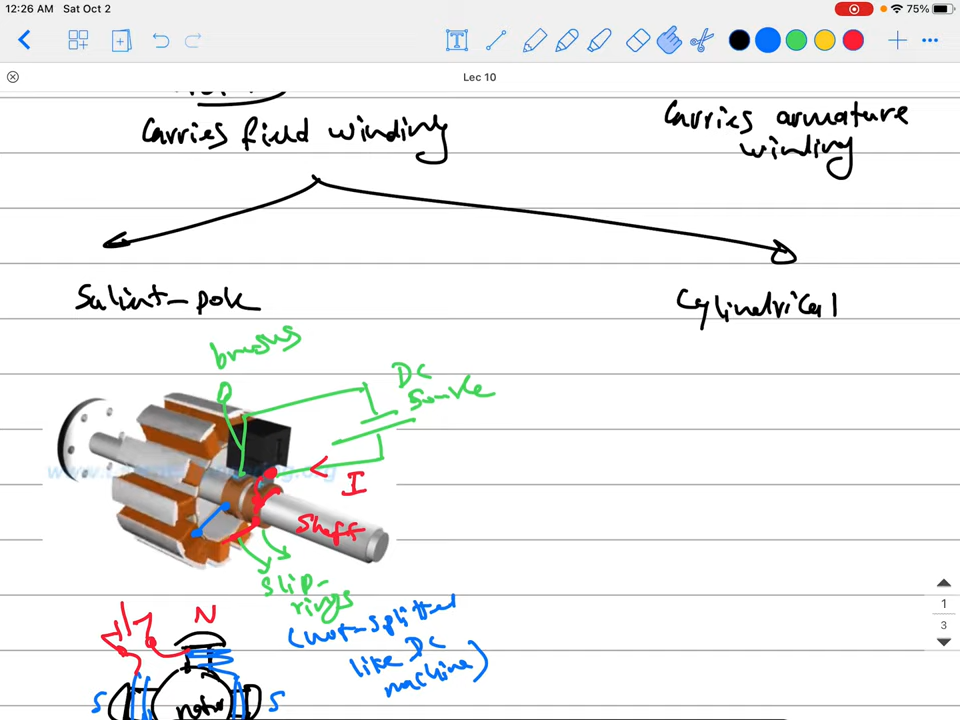 12:26 AM Sat Oct 2
75%
Lec 10
Carries field winding
Carries armature
winding
Salient-pole
Cylindrical
brushes
DC
Source
I
Shaft
slip-
rings
(not-splitted
like DC
machine)
N
S
S
rotor
1
3